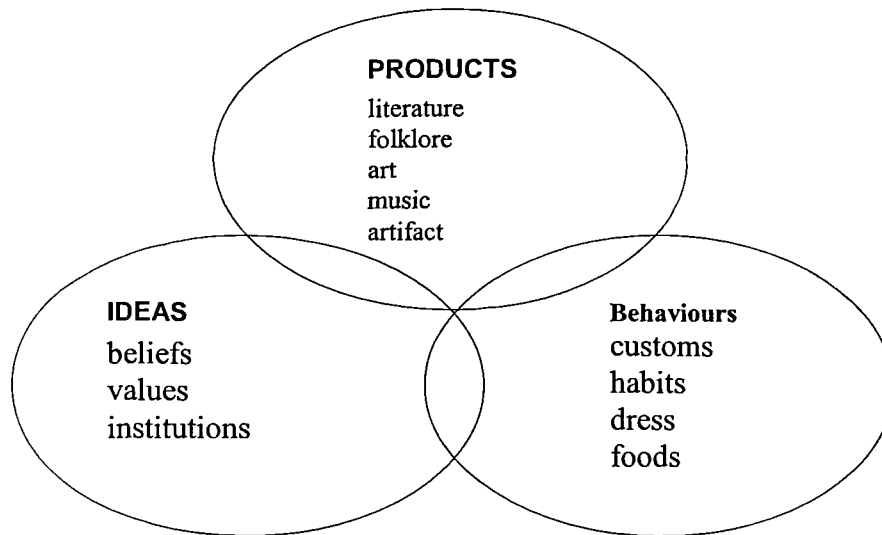 PRODUCTS
literature
folklore
art
music
artifact
IDEAS
beliefs
values
institutions
Behaviours
customs
habits
dress
foods